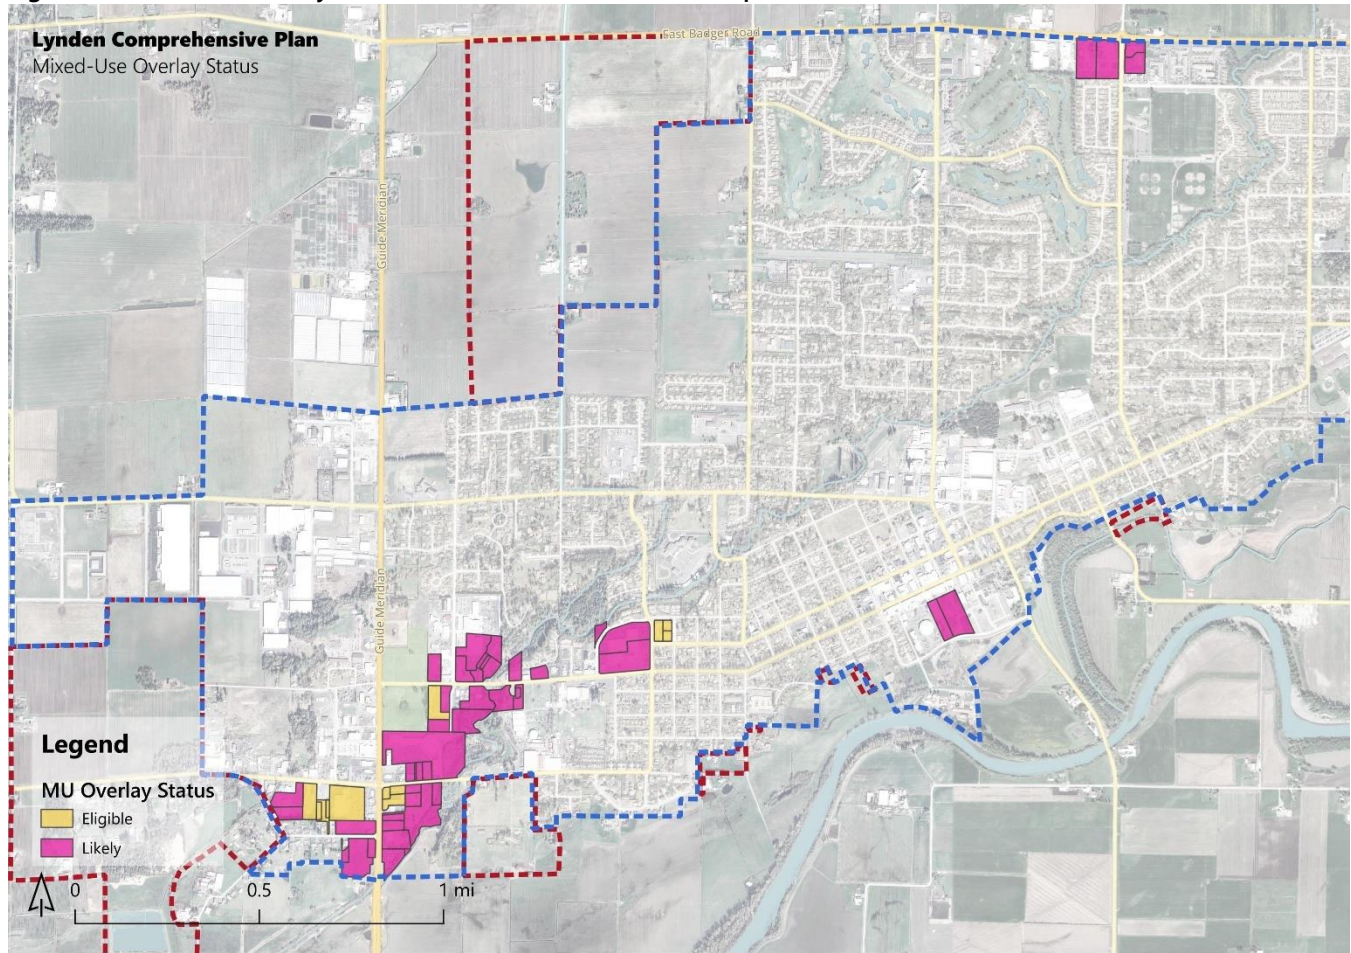 Lynden Comprehensive Plan
Mixed-Use Overlay Status
East Badger Road
Guide Meridian
Guide Meridian
Legend
MU Overlay Status
Eligible
Likely
0 0.5 1 mi